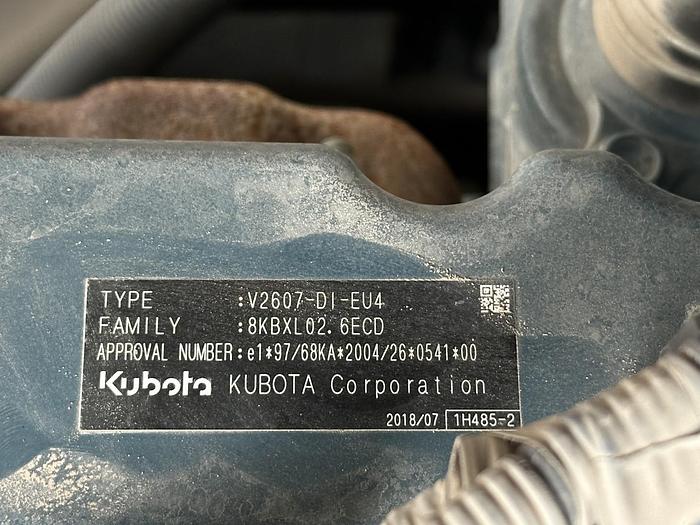 TYPE :V2607-DI-EU4
FAMILY :8KBXL02.6ECD
APPROVAL NUMBER:e1*97/68KA*2004/26*0541*00
Kubota KUBOTA Corporation
2018/07 1H485-2